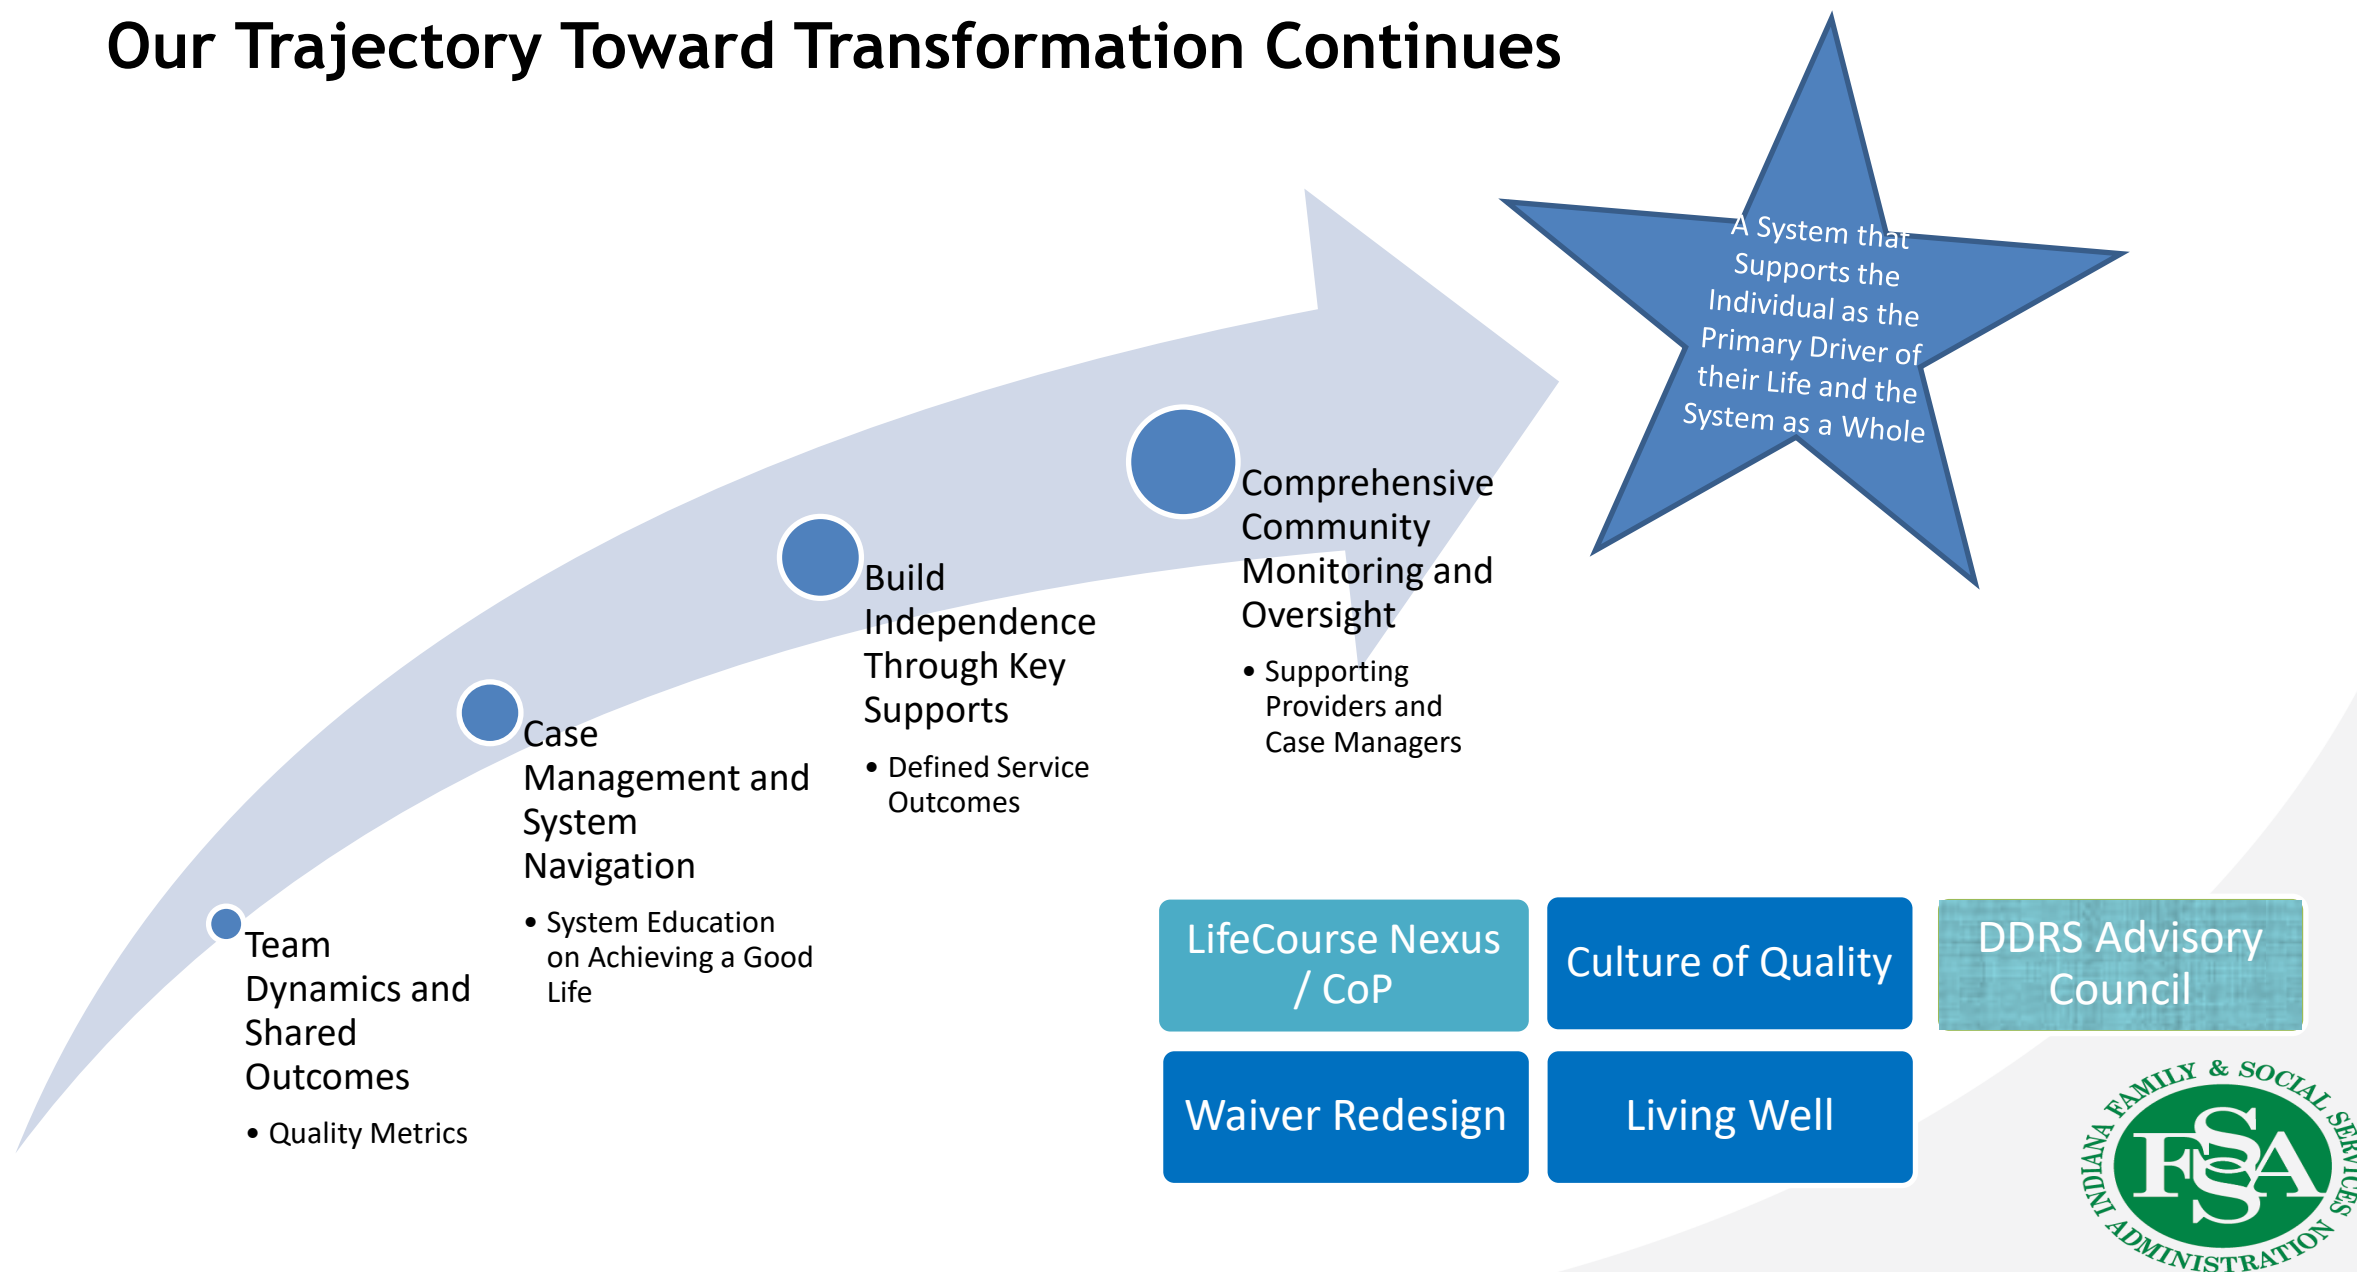 Our Trajectory Toward Transformation Continues
A System that
Supports the
Individual as the
Primary Driver of
their Life and the
System as a Whole
Comprehensive
Community
Monitoring and
Oversight
• Supporting
Providers and
Case Managers
Build
Independence
Through Key
Supports
• Defined Service
Outcomes
Case
Management and
System
Navigation
• System Education
on Achieving a Good
Life
Team
Dynamics and
Shared
Outcomes
• Quality Metrics
LifeCourse Nexus
/ CoP
Culture of Quality
DDRS Advisory
Council
Waiver Redesign
Living Well
INDIANA FAMILY & SOCIAL SERVICES ADMINISTRATION
FSSA